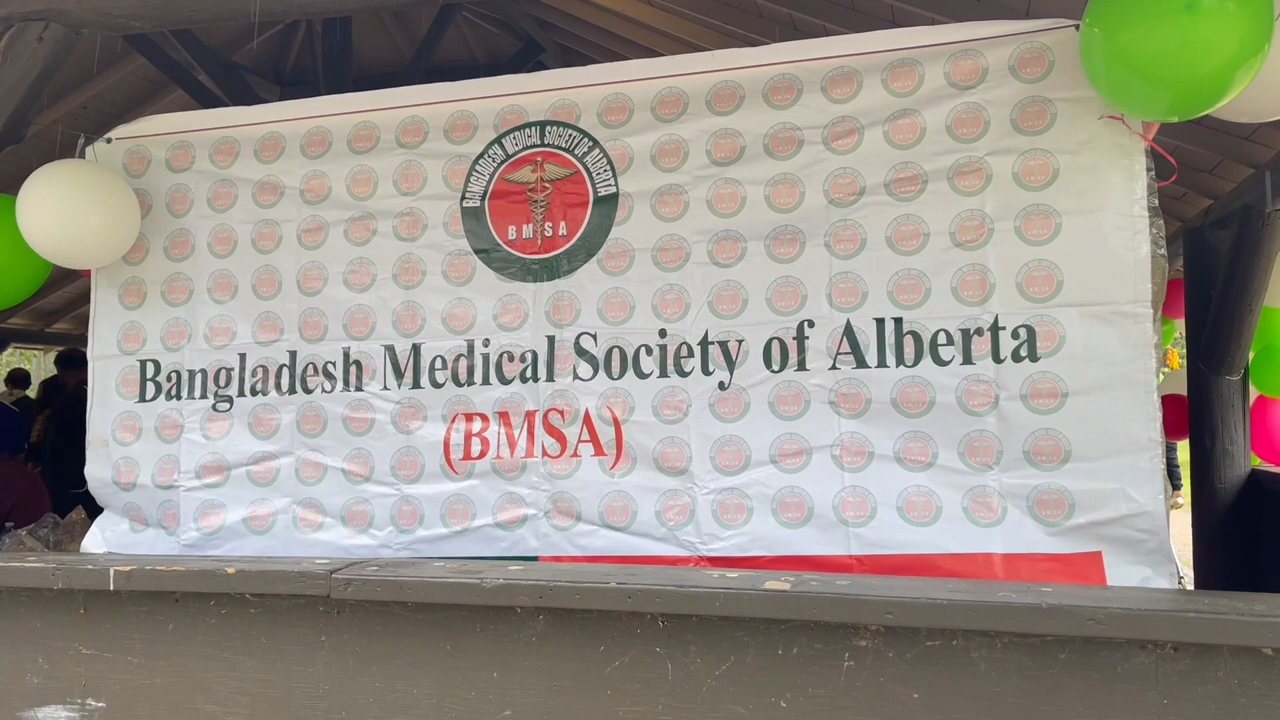 BANGLADESH MEDICAL SOCIETY OF ALBERTA
BMSA
Bangladesh Medical Society of Alberta
(BMSA)